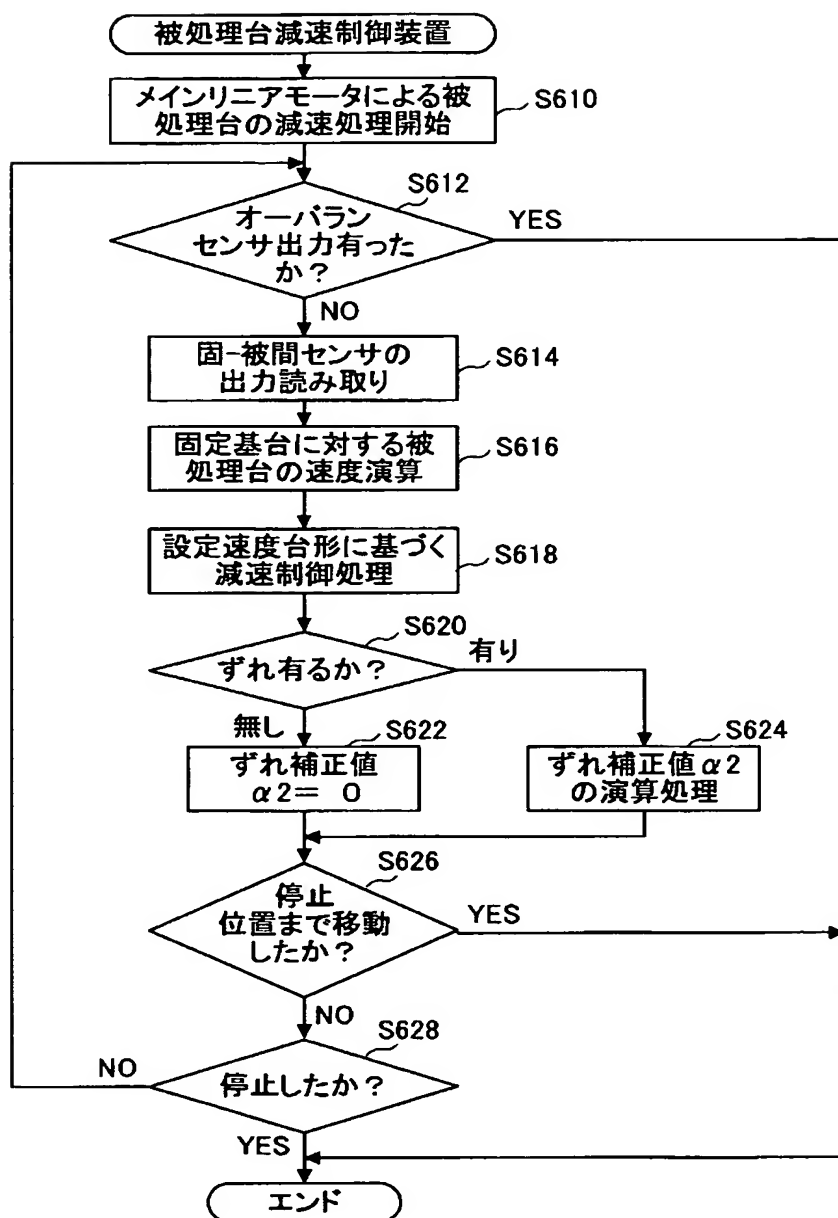 被処理台減速制御装置
メインリニアモータによる被
処理台の減速処理開始
S610
S612
オーバラン
センサ出力有った
か？
YES
NO
固-被間センサの
出力読み取り
S614
固定基台に対する被
処理台の速度演算
S616
設定速度台形に基づく
減速制御処理
S618
S620
ずれ有るか？
有り
無し
S622
ずれ補正値
α2= 0
S624
ずれ補正値α2
の演算処理
S626
停止
位置まで移動
したか？
YES
NO
S628
停止したか？
NO
YES
エンド